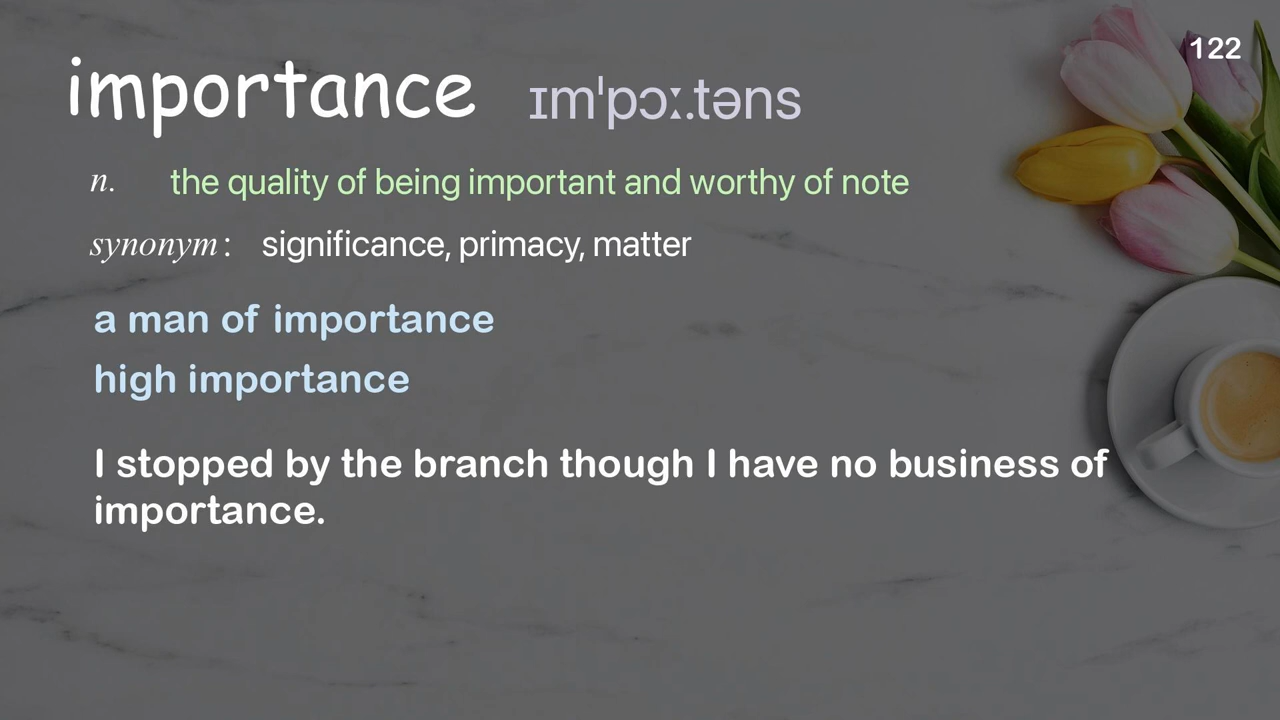 122
importance ɪmˈpɔː.təns
n. the quality of being important and worthy of note
synonym: significance, primacy, matter
a man of importance
high importance
I stopped by the branch though I have no business of
importance.